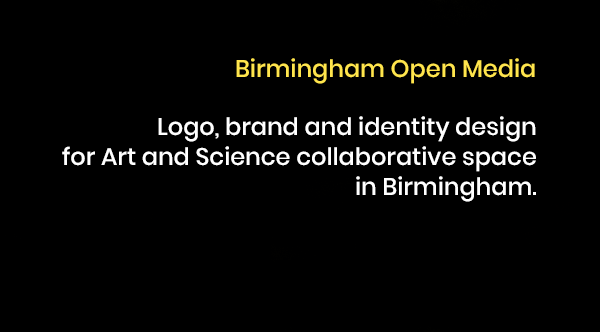 Birmingham Open Media
Logo, brand and identity design
for Art and Science collaborative space
in Birmingham.